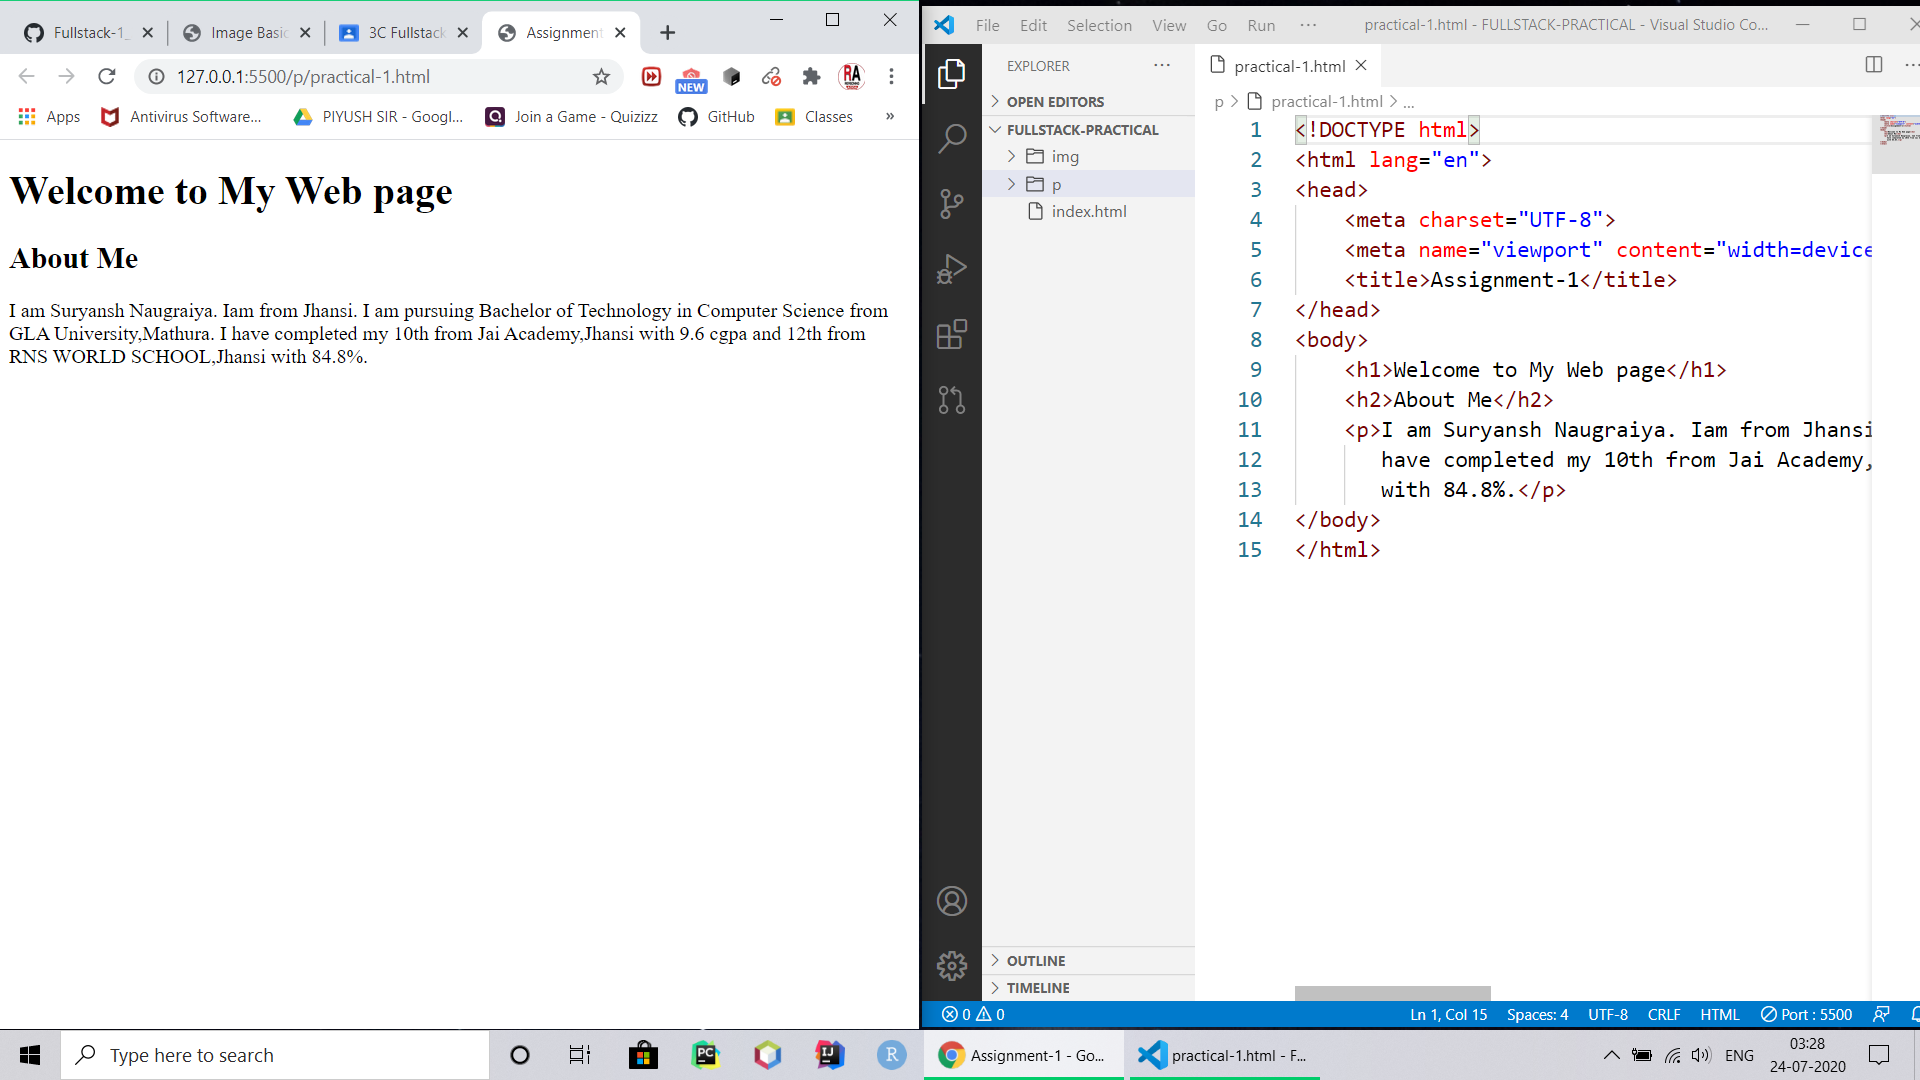 Fullstack-1_
Image Basic
3C Fullstack
Assignment
127.0.0.1:5500/p/practical-1.html
NEW
RA
Apps
Antivirus Software...
PIYUSH SIR - Googl...
Join a Game - Quizizz
GitHub
Classes
»
Welcome to My Web page
About Me
I am Suryansh Naugraiya. Iam from Jhansi. I am pursuing Bachelor of Technology in Computer Science from
GLA University,Mathura. I have completed my 10th from Jai Academy,Jhansi with 9.6 cgpa and 12th from
RNS WORLD SCHOOL,Jhansi with 84.8%.
File Edit Selection View Go Run ···
practical-1.html - FULLSTACK-PRACTICAL - Visual Studio Co...
EXPLORER ···
OPEN EDITORS
FULLSTACK-PRACTICAL
img
p
index.html
OUTLINE
TIMELINE
practical-1.html
p > practical-1.html > ...
1 <!DOCTYPE html>
2 <html lang="en">
3 <head>
4 <meta charset="UTF-8">
5 <meta name="viewport" content="width=device
6 <title>Assignment-1</title>
7 </head>
8 <body>
9 <h1>Welcome to My Web page</h1>
10 <h2>About Me</h2>
11 <p>I am Suryansh Naugraiya. Iam from Jhansi
12 have completed my 10th from Jai Academy,
13 with 84.8%.</p>
14 </body>
15 </html>
0 0
Ln 1, Col 15
Spaces: 4
UTF-8
CRLF
HTML
Port : 5500
Type here to search
PC
IJ
R
Assignment-1 - Go...
practical-1.html - F...
ENG
03:28
24-07-2020